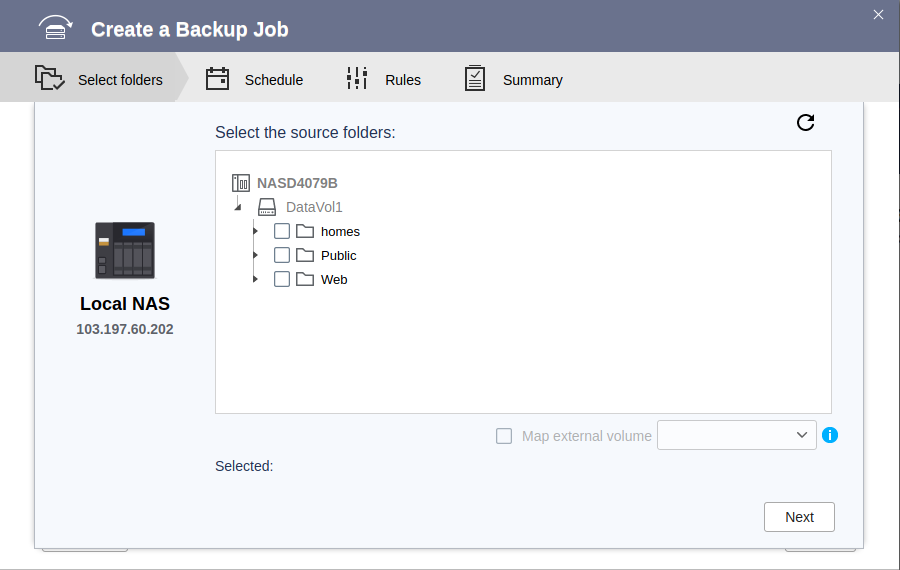 Create a Backup Job
Select folders
Schedule
Rules
Summary
Select the source folders:
NASD4079B
DataVol1
homes
Public
Web
Local NAS
103.197.60.202
Map external volume
Selected:
Next